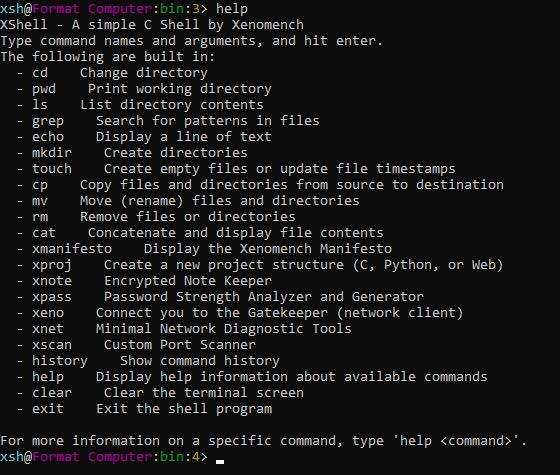 xsh@Format Computer:bin:3> help
XShell - A simple C Shell by Xenomench
Type command names and arguments, and hit enter.
The following are built in:
  - cd    Change directory
  - pwd    Print working directory
  - ls    List directory contents
  - grep    Search for patterns in files
  - echo    Display a line of text
  - mkdir    Create directories
  - touch    Create empty files or update file timestamps
  - cp    Copy files and directories from source to destination
  - mv    Move (rename) files and directories
  - rm    Remove files or directories
  - cat    Concatenate and display file contents
  - xmanifesto    Display the Xenomench Manifesto
  - xproj    Create a new project structure (C, Python, or Web)
  - xnote    Encrypted Note Keeper
  - xpass    Password Strength Analyzer and Generator
  - xeno    Connect you to the Gatekeeper (network client)
  - xnet    Minimal Network Diagnostic Tools
  - xscan    Custom Port Scanner
  - history    Show command history
  - help    Display help information about available commands
  - clear    Clear the terminal screen
  - exit    Exit the shell program

For more information on a specific command, type 'help <command>'.
xsh@Format Computer:bin:4>